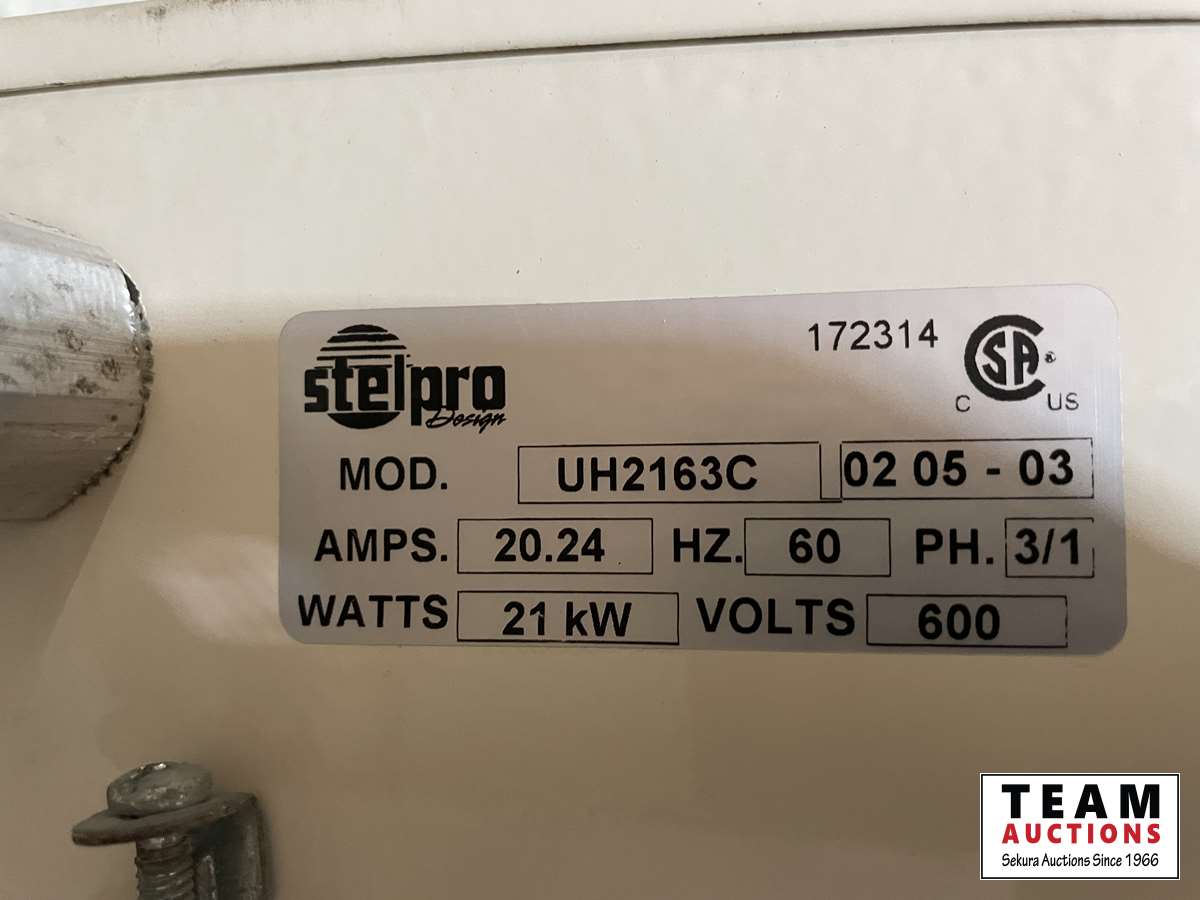 172314
stelpro
Design
C US
MOD. UH2163C 02 05 - 03
AMPS. 20.24 HZ. 60 PH. 3/1
WATTS 21 kW VOLTS 600
TEAM
AUCTIONS
Sekura Auctions Since 1966